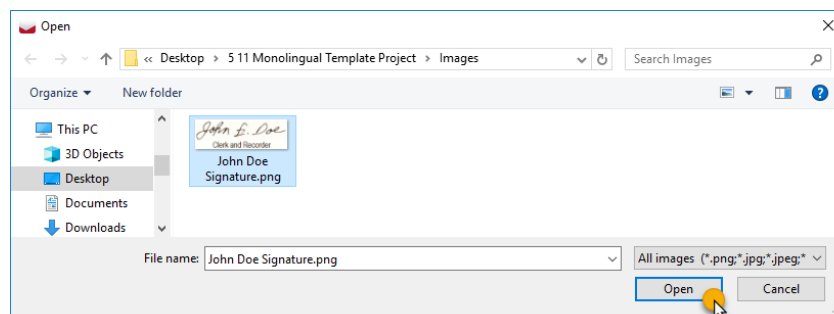 Open
« Desktop > 5 11 Monolingual Template Project > Images
Search Images
Organize
New folder
This PC
3D Objects
Desktop
Documents
Downloads
John E. Doe
Clerk and Recorder
John Doe
Signature.png
File name: John Doe Signature.png
All images (*.png;*.jpg;*.jpeg;*
Open
Cancel